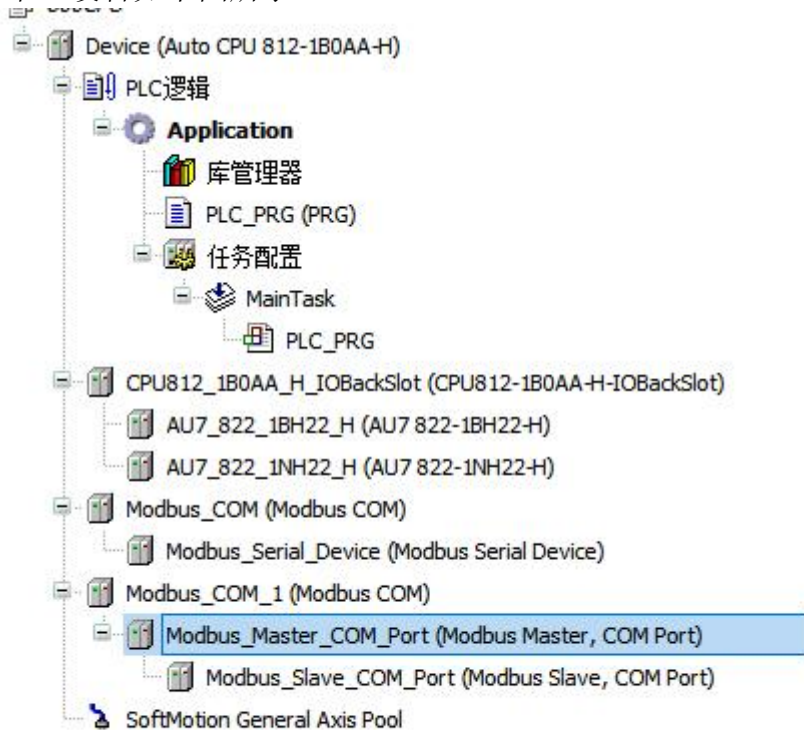 Device (Auto CPU 812-1B0AA-H)
PLC逻辑
Application
库管理器
PLC_PRG (PRG)
任务配置
MainTask
PLC_PRG
CPU812_1B0AA_H_IOBackSlot (CPU812-1B0AA-H-IOBackSlot)
AU7_822_1BH22_H (AU7 822-1BH22-H)
AU7_822_1NH22_H (AU7 822-1NH22-H)
Modbus_COM (Modbus COM)
Modbus_Serial_Device (Modbus Serial Device)
Modbus_COM_1 (Modbus COM)
Modbus_Master_COM_Port (Modbus Master, COM Port)
Modbus_Slave_COM_Port (Modbus Slave, COM Port)
SoftMotion General Axis Pool